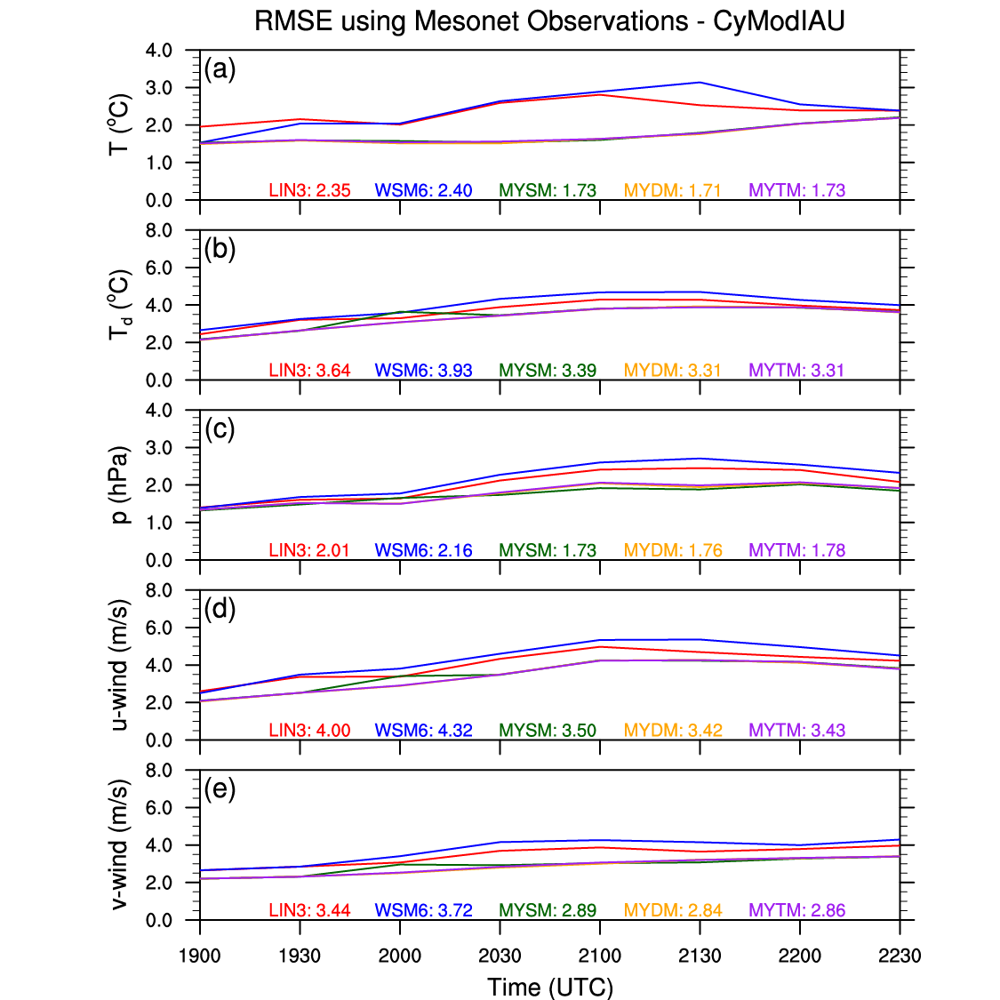 RMSE using Mesonet Observations - CyModIAU
(a)
T (°C)
4.0
3.0
2.0
1.0
0.0
LIN3: 2.35 WSM6: 2.40 MYSM: 1.73 MYDM: 1.71 MYTM: 1.73
(b)
Td (°C)
8.0
6.0
4.0
2.0
0.0
LIN3: 3.64 WSM6: 3.93 MYSM: 3.39 MYDM: 3.31 MYTM: 3.31
(c)
p (hPa)
4.0
3.0
2.0
1.0
0.0
LIN3: 2.01 WSM6: 2.16 MYSM: 1.73 MYDM: 1.76 MYTM: 1.78
(d)
u-wind (m/s)
8.0
6.0
4.0
2.0
0.0
LIN3: 4.00 WSM6: 4.32 MYSM: 3.50 MYDM: 3.42 MYTM: 3.43
(e)
v-wind (m/s)
8.0
6.0
4.0
2.0
0.0
LIN3: 3.44 WSM6: 3.72 MYSM: 2.89 MYDM: 2.84 MYTM: 2.86
1900 1930 2000 2030 2100 2130 2200 2230
Time (UTC)